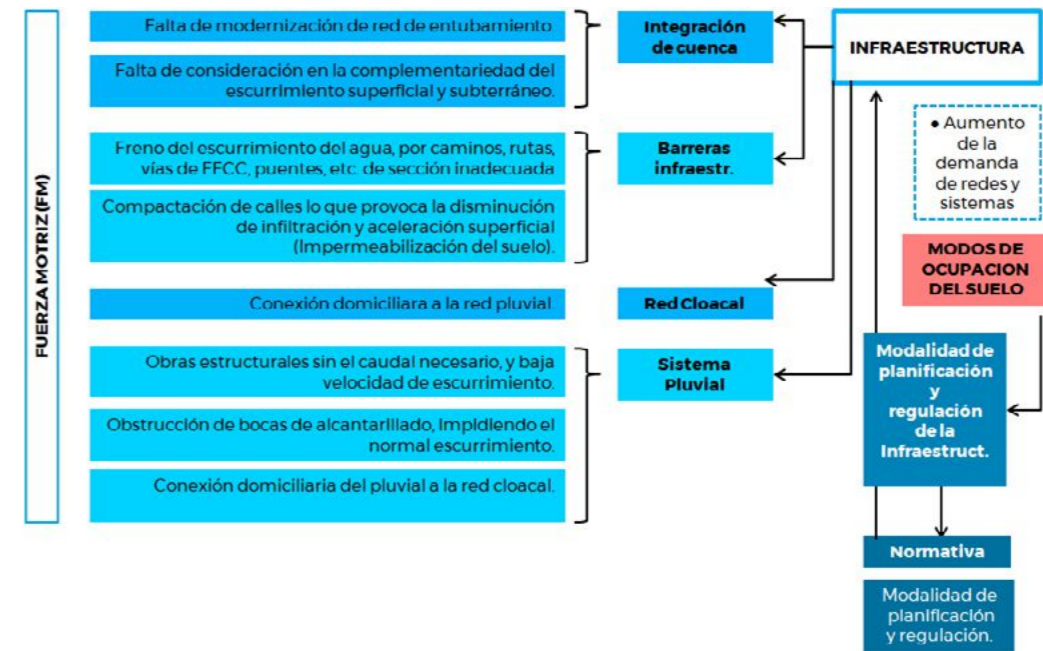 FUERZA MOTRIZ (FM)
Falta de modernización de red de entubamiento
Falta de consideración en la complementariedad del
escurrimiento superficial y subterráneo.
Freno del escurrimiento del agua, por caminos, rutas,
vías de FFCC, puentes, etc. de sección inadecuada
Compactación de calles lo que provoca la disminución
de infiltración y aceleración superficial
(Impermeabilización del suelo).
Conexión domiciliara a la red pluvial.
Obras estructurales sin el caudal necesario, y baja
velocidad de escurrimiento.
Obstrucción de bocas de alcantarillado, impidiendo el
normal escurrimiento.
Conexión domiciliaria del pluvial a la red cloacal.
Integración
de cuenca
Barreras
infraestr.
Red Cloacal
Sistema
Pluvial
INFRAESTRUCTURA
• Aumento
de la
demanda
de redes y
sistemas
MODOS DE
OCUPACION
DEL SUELO
Modalidad de
planificación
y
regulación
de la
Infraestruct.
Normativa
Modalidad de
planificación
y regulación.